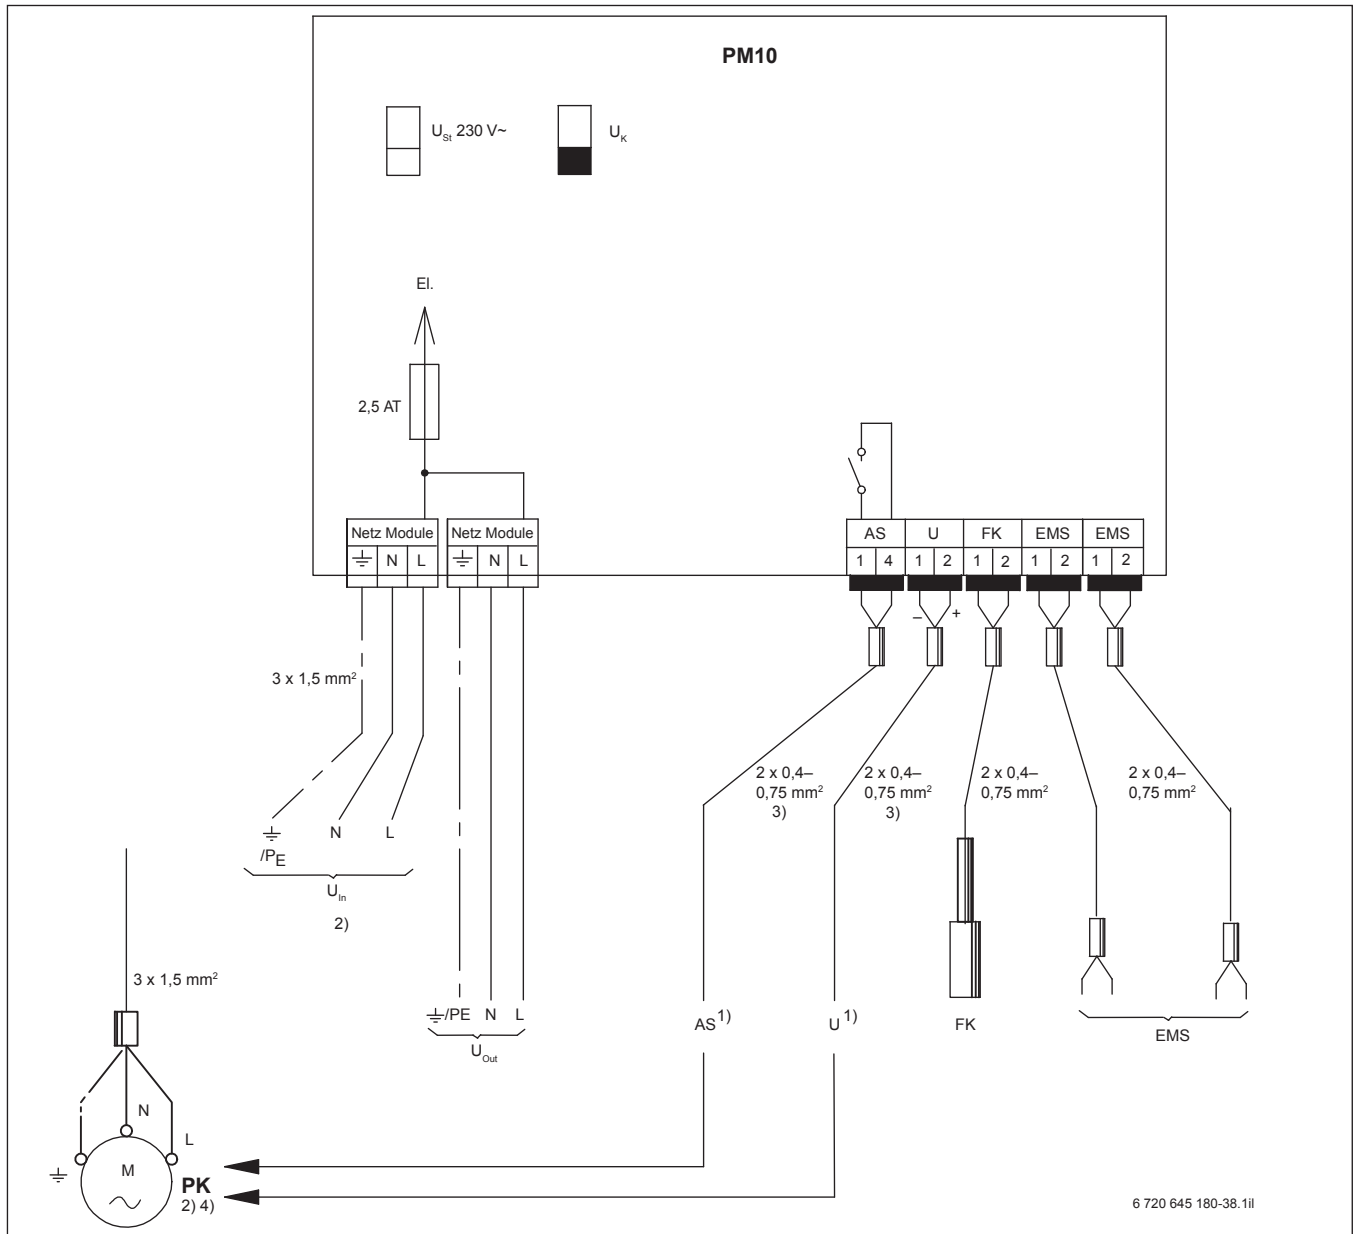 PM10
U_St 230 V~
U_K
El.
2,5 AT
Netz Module Netz Module
N L N L
AS U FK EMS EMS
1 4 1 2 1 2 1 2 1 2
– +
3 x 1,5 mm²
2 x 0,4–
0,75 mm²
3)
2 x 0,4–
0,75 mm²
3)
2 x 0,4–
0,75 mm²
2 x 0,4–
0,75 mm²
N L
/PE
U_In
2)
3 x 1,5 mm²
/PE N L
U_Out
AS1)
U1)
FK
EMS
N
L
M
PK
2) 4)
6 720 645 180-38.1il